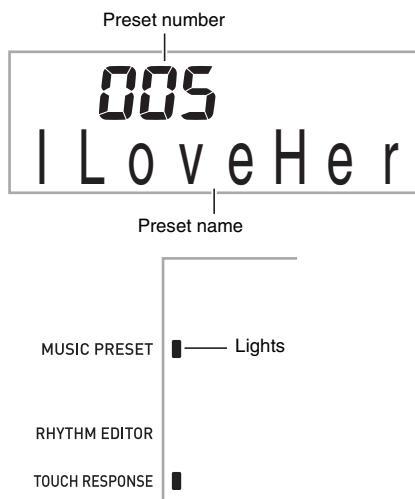 Preset number
005
ILoveHer
Preset name
MUSIC PRESET
Lights
RHYTHM EDITOR
TOUCH RESPONSE